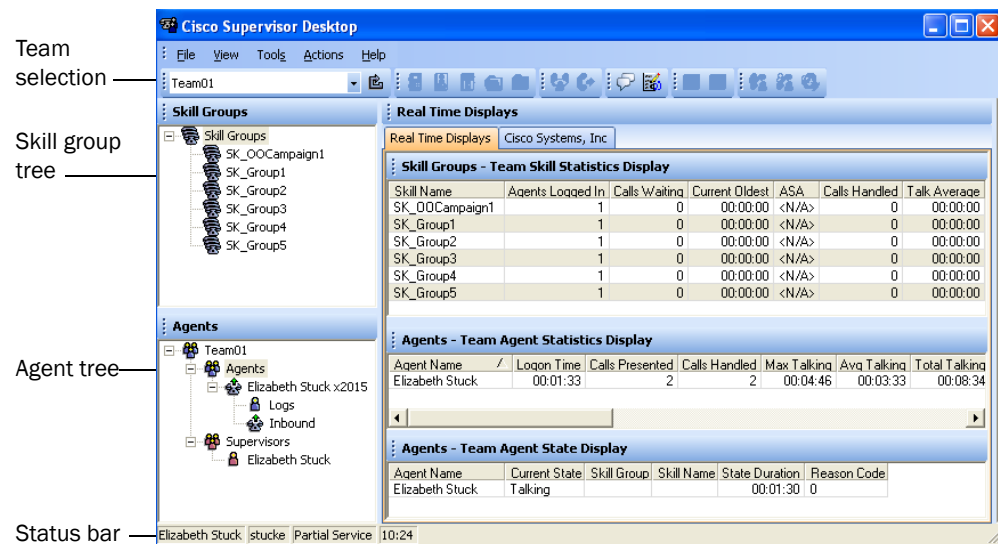 Team
selection
Skill group
tree
Agent tree
Status bar
Cisco Supervisor Desktop
File View Tools Actions Help
Team01
Skill Groups
Skill Groups
SK_OOCampaign1
SK_Group1
SK_Group2
SK_Group3
SK_Group4
SK_Group5
Agents
Team01
Agents
Elizabeth Stuck x2015
Logs
Inbound
Supervisors
Elizabeth Stuck
Real Time Displays
Real Time Displays Cisco Systems, Inc
Skill Groups - Team Skill Statistics Display
Skill Name Agents Logged In Calls Waiting Current Oldest ASA Calls Handled Talk Average
SK_OOCampaign1 1 0 00:00:00 <N/A> 0 00:00:00
SK_Group1 1 0 00:00:00 <N/A> 0 00:00:00
SK_Group2 1 0 00:00:00 <N/A> 0 00:00:00
SK_Group3 1 0 00:00:00 <N/A> 0 00:00:00
SK_Group4 1 0 00:00:00 <N/A> 0 00:00:00
SK_Group5 1 0 00:00:00 <N/A> 0 00:00:00
Agents - Team Agent Statistics Display
Agent Name Logon Time Calls Presented Calls Handled Max Talking Avg Talking Total Talking
Elizabeth Stuck 00:01:33 2 2 00:04:46 00:03:33 00:08:34
Agents - Team Agent State Display
Agent Name Current State Skill Group Skill Name State Duration Reason Code
Elizabeth Stuck Talking 00:01:30 0
Elizabeth Stuck stucke Partial Service 10:24